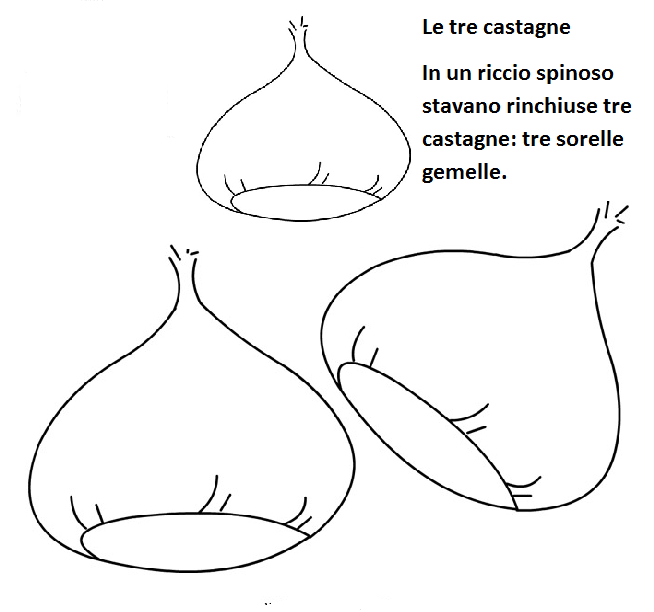 Le tre castagne
In un riccio spinoso
stavano rinchiuse tre
castagne: tre sorelle
gemelle.